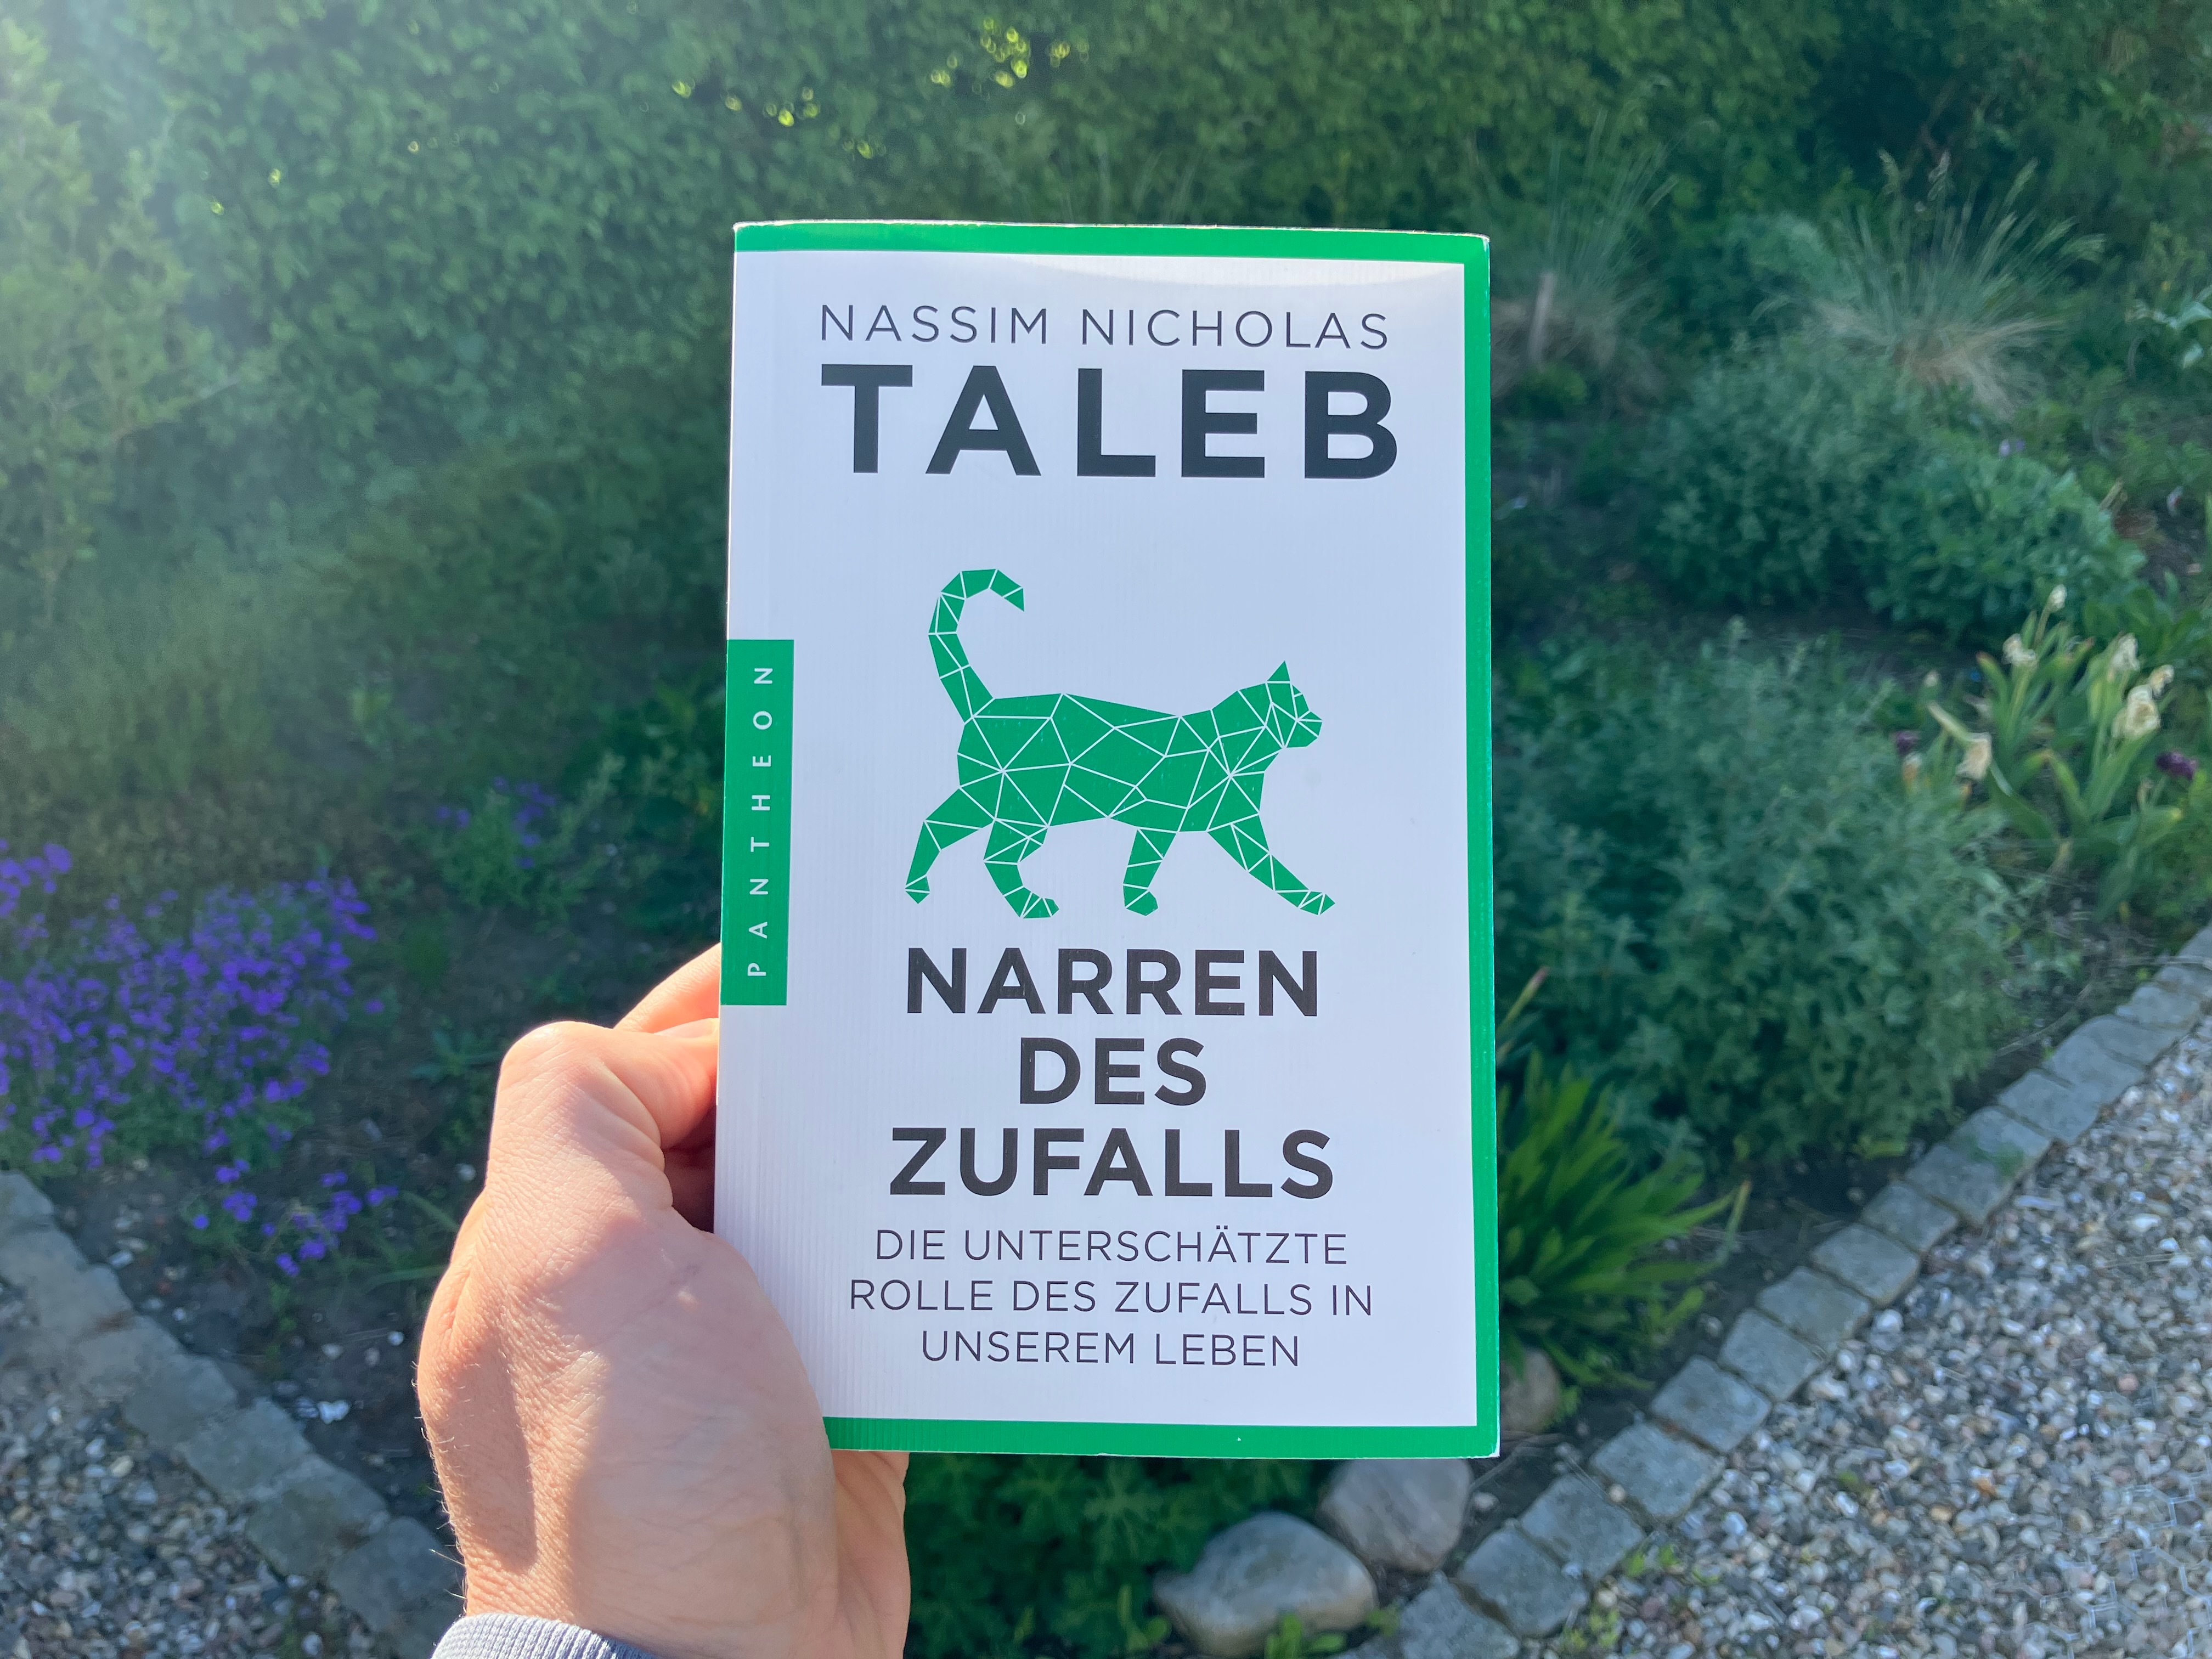 NASSIM NICHOLAS
TALEB
PANTHEON
NARREN
DES
ZUFALLS
DIE UNTERSCHÄTZTE
ROLLE DES ZUFALLS IN
UNSEREM LEBEN